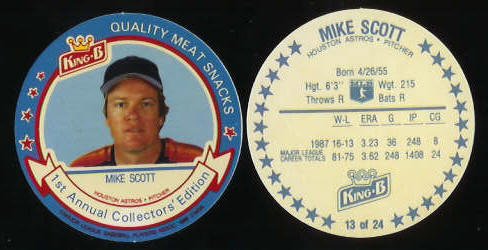 QUALITY MEAT SNACKS
KING-B
MIKE SCOTT
HOUSTON ASTROS • PITCHER
1st Annual Collectors' Edition
MIKE SCOTT
HOUSTON ASTROS • PITCHER
Born 4/26/55
Hgt. 6'3" Wgt. 215
Throws R Bats R
W-L ERA G IP CG
1987 16-13 3.23 36 248 8
MAJOR LEAGUE
CAREER TOTALS 81-75 3.62 248 1408 24
KING-B
13 of 24